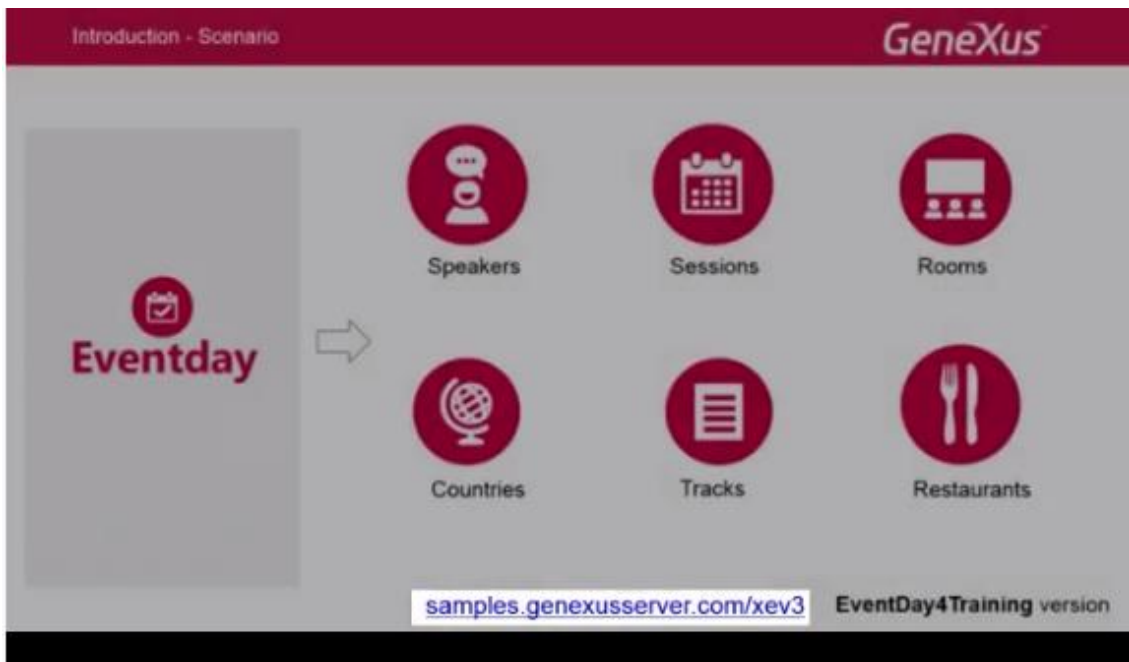 Introduction - Scenario
GeneXus
Speakers
Sessions
Rooms
Eventday
Countries
Tracks
Restaurants
samples.genexusserver.com/xev3
EventDay4Training version